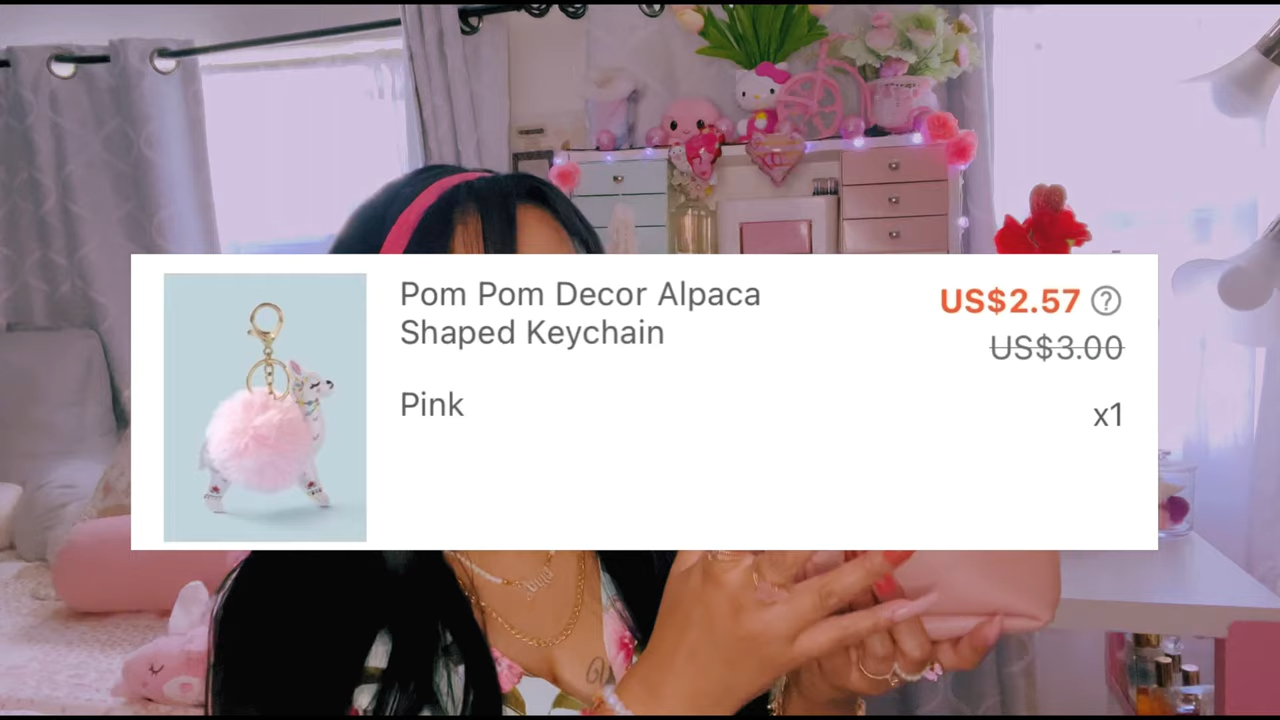 Pom Pom Decor Alpaca
Shaped Keychain
US$2.57
US$3.00
Pink
x1